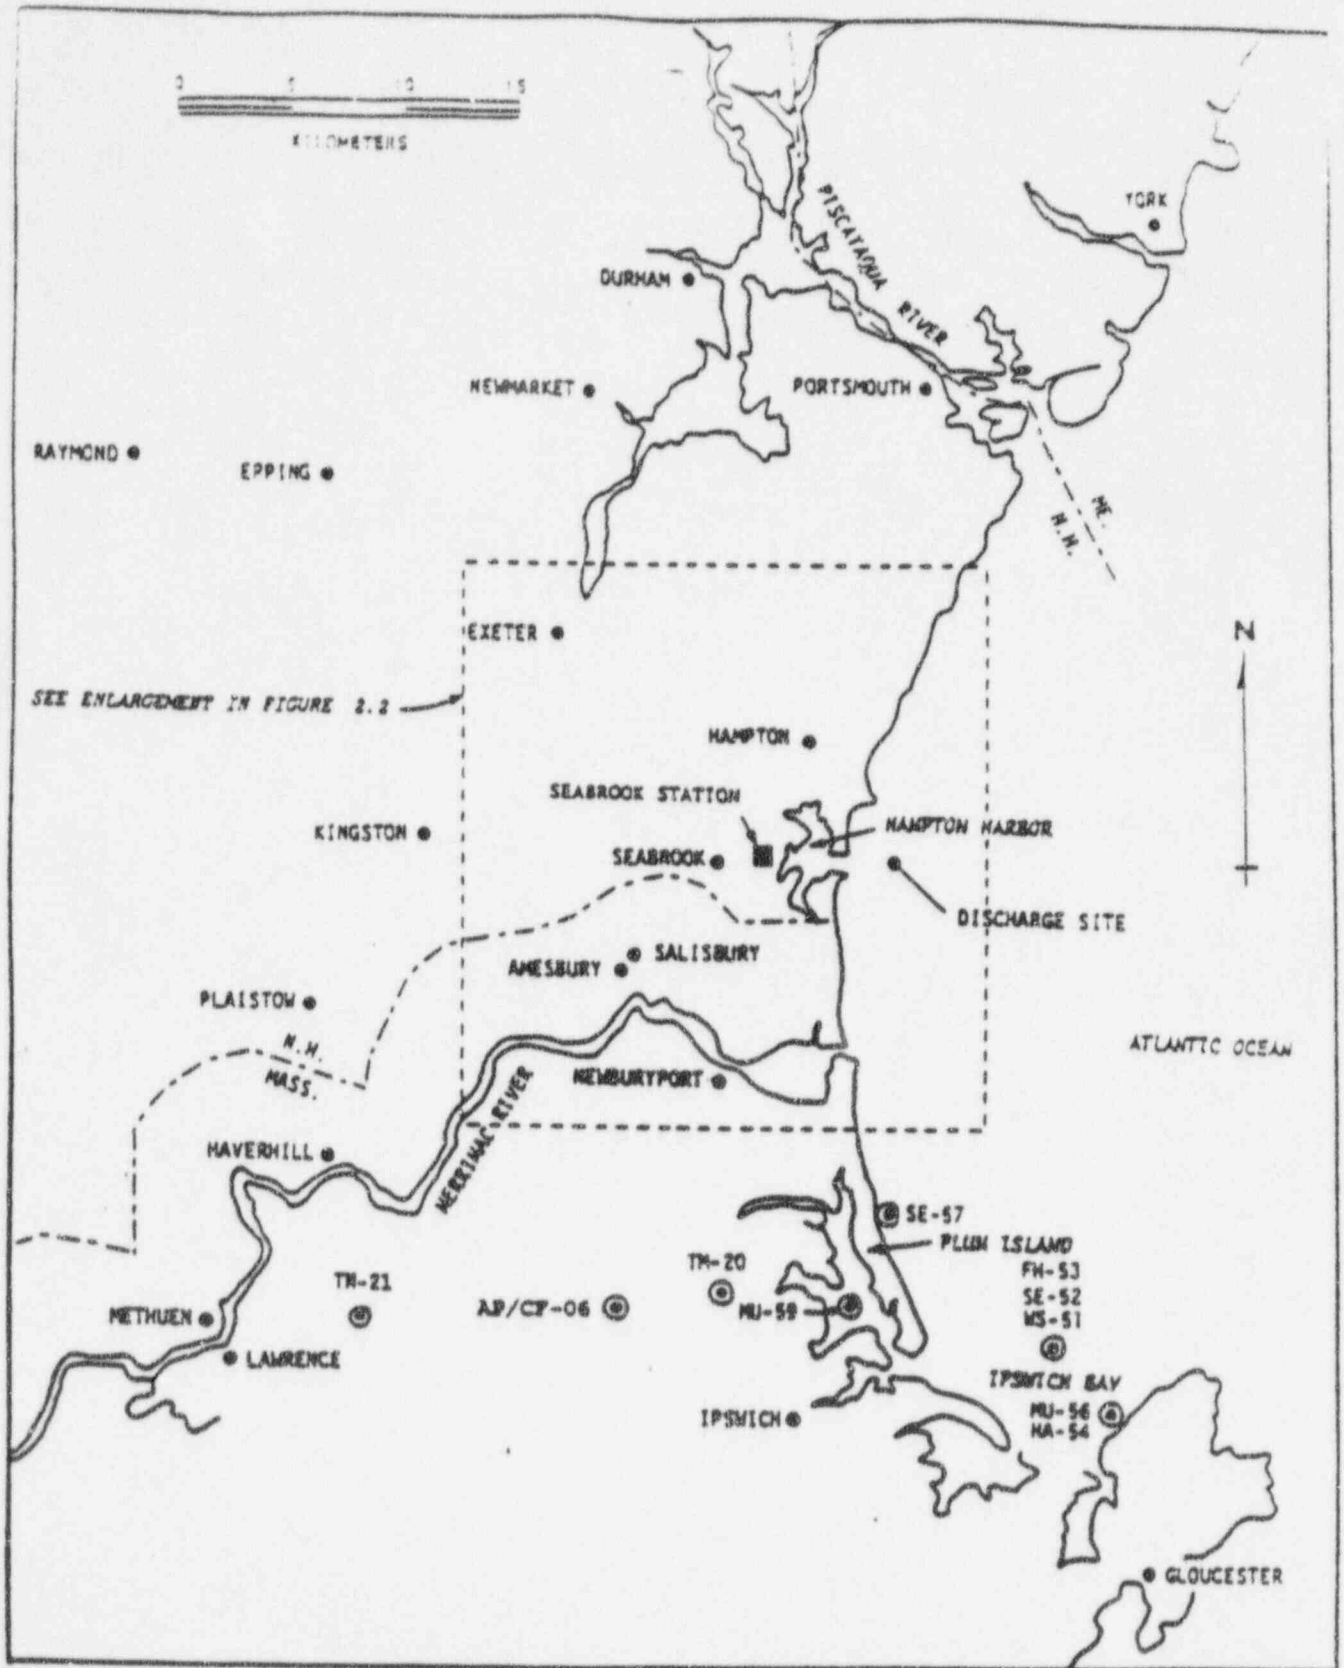 0 5 10 15
KILOMETERS
YORK
PISCATAQUA RIVER
DURHAM
NEWMARKET
PORTSMOUTH
RAYMOND
EPPING
ME.
N.H.
EXETER
N
SEE ENLARGEMENT IN FIGURE 2.2
HAMPTON
SEABROOK STATION
HAMPTON HARBOR
KINGSTON
SEABROOK
DISCHARGE SITE
SALISBURY
AMESBURY
PLAISTOW
N.H.
MASS.
ATLANTIC OCEAN
NEWBURYPORT
MERRIMAC RIVER
HAVERHILL
SE-57
PLUM ISLAND
TM-20
FH-53
TM-21
SE-52
AP/CF-06
MU-59
WS-51
METHUEN
LAWRENCE
IPSWICH BAY
IPSWICH
MU-56
HA-54
GLOUCESTER